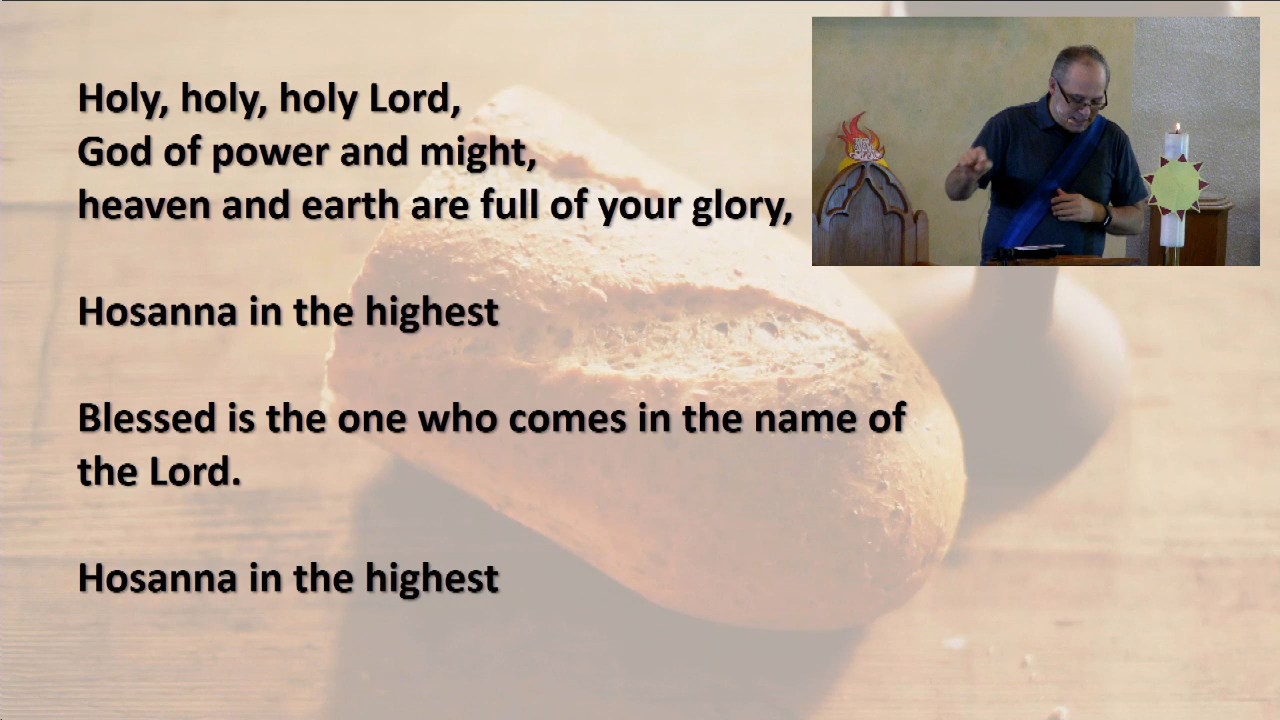 Holy, holy, holy Lord,
God of power and might,
heaven and earth are full of your glory,
Hosanna in the highest
Blessed is the one who comes in the name of
the Lord.
Hosanna in the highest